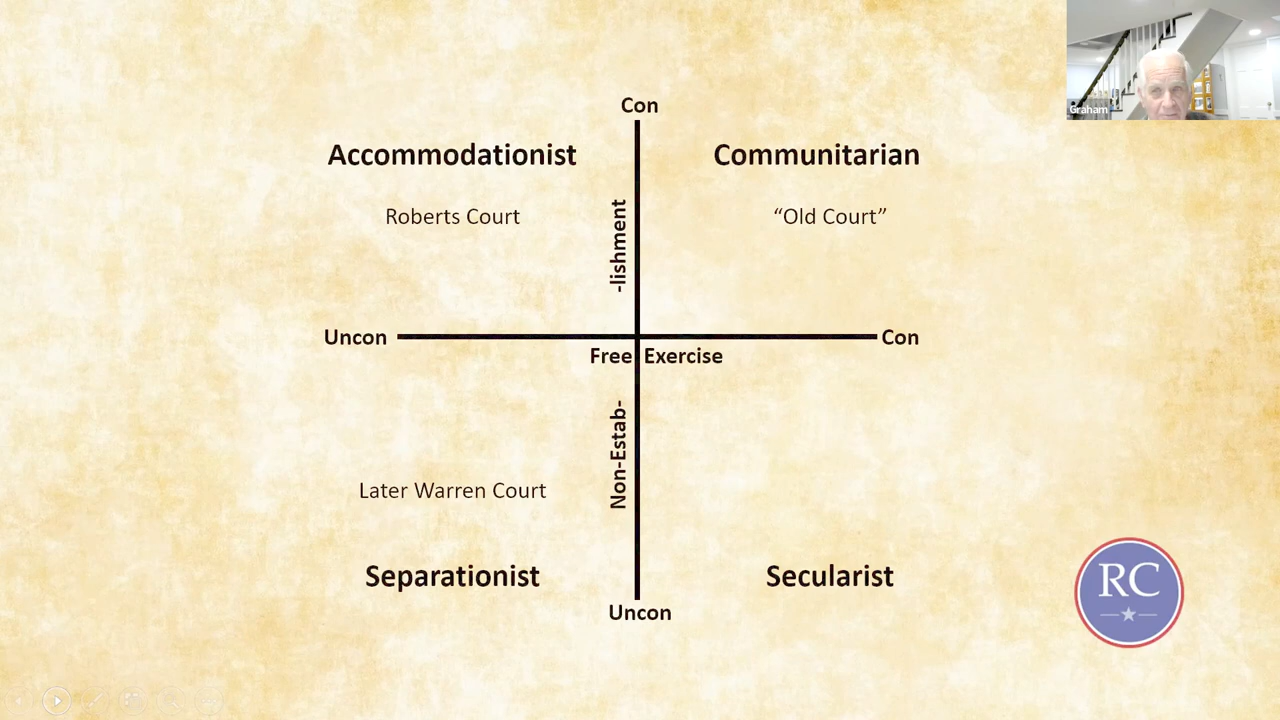 Graham
Con
Accommodationist
Communitarian
Roberts Court
“Old Court”
-lishment
Uncon
Con
Free Exercise
Non-Estab-
Later Warren Court
Separationist
Secularist
Uncon
RC